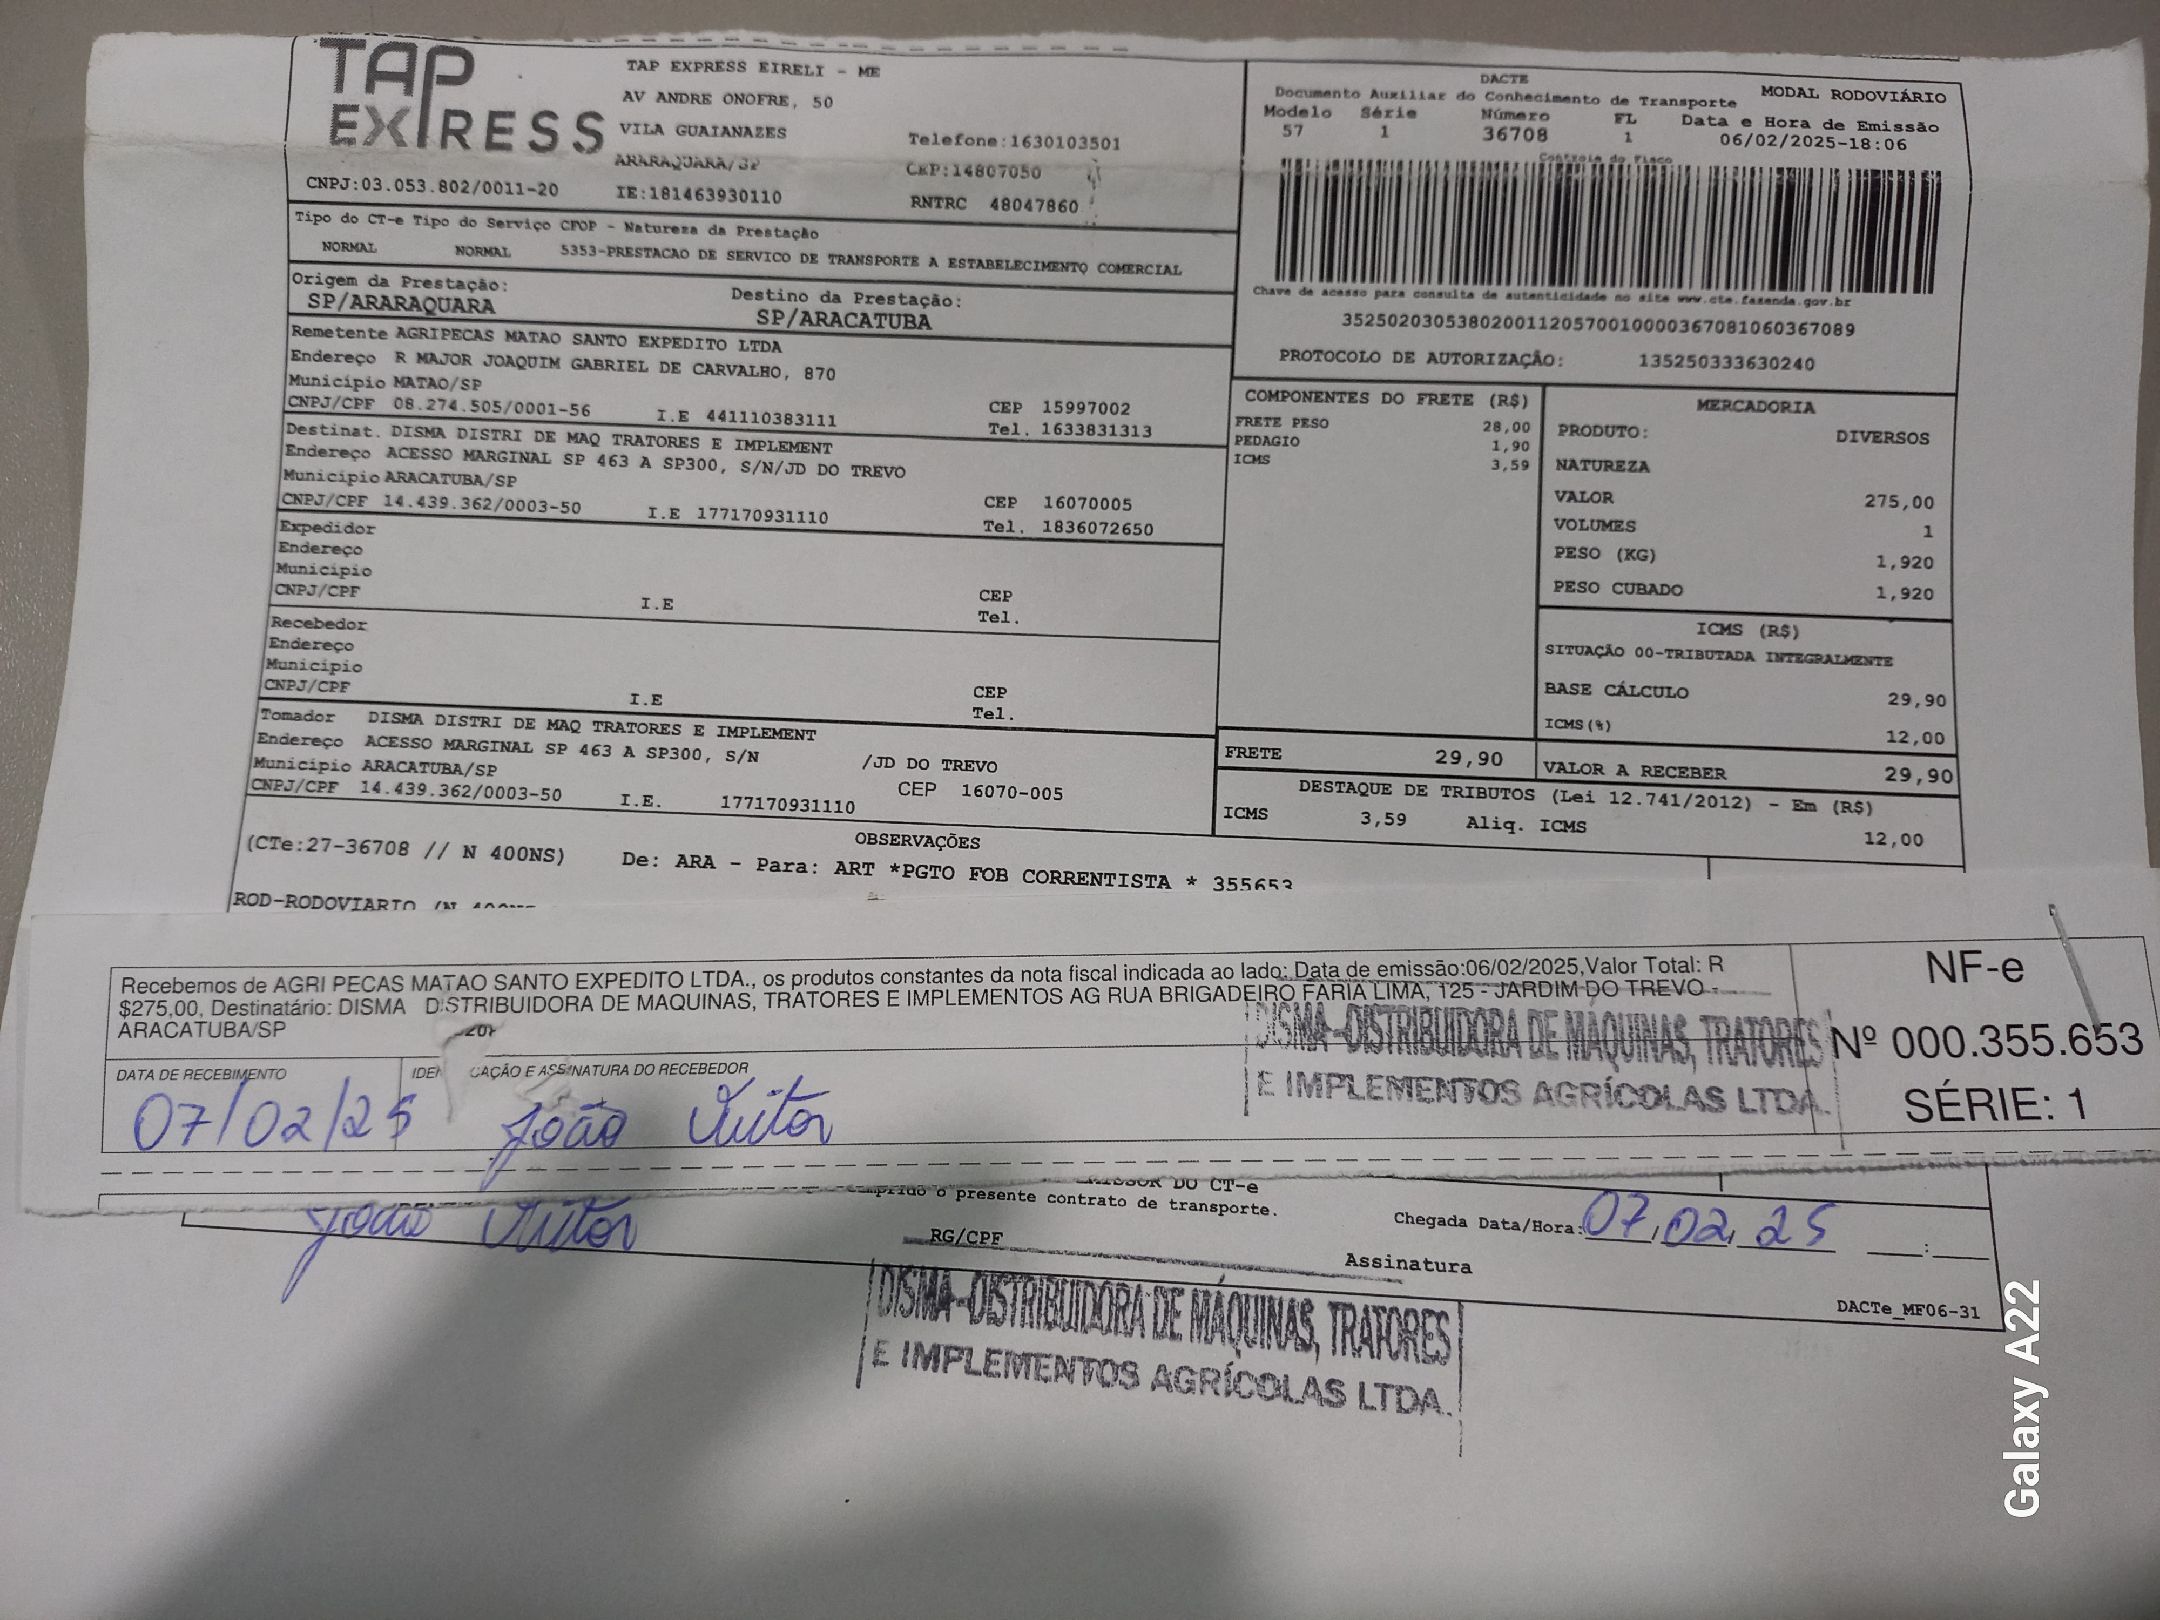 TAP
EXPRESS
TAP EXPRESS EIRELI - ME
AV ANDRE ONOFRE, 50
VILA GUAIANAZES
ARARAQUARA/SP
Telefone:1630103501
CEP:14807050
CNPJ:03.053.802/0011-20 IE:181463930110 RNTRC 48047860
DACTE
Documento Auxiliar do Conhecimento de Transporte MODAL RODOVIÁRIO
Modelo Série Número FL Data e Hora de Emissão
57 1 36708 1 06/02/2025-18:06
Controle do Fisco
Chave de acesso para consulta de autenticidade no site www.cte.fazenda.gov.br
35250203053802001120570010000367081060367089
PROTOCOLO DE AUTORIZAÇÃO: 135250333630240
Tipo do CT-e Tipo do Serviço CFOP - Natureza da Prestação
NORMAL NORMAL 5353-PRESTACAO DE SERVICO DE TRANSPORTE A ESTABELECIMENTO COMERCIAL
Origem da Prestação: Destino da Prestação:
SP/ARARAQUARA SP/ARACATUBA
Remetente AGRIPECAS MATAO SANTO EXPEDITO LTDA
Endereço R MAJOR JOAQUIM GABRIEL DE CARVALHO, 870
Município MATAO/SP CEP 15997002
CNPJ/CPF 08.274.505/0001-56 I.E 441110383111 Tel. 1633831313
Destinat. DISMA DISTRI DE MAQ TRATORES E IMPLEMENT
Endereço ACESSO MARGINAL SP 463 A SP300, S/N/JD DO TREVO
Município ARACATUBA/SP CEP 16070005
CNPJ/CPF 14.439.362/0003-50 I.E 177170931110 Tel. 1836072650
Expedidor
Endereço
Município CEP
CNPJ/CPF I.E Tel.
Recebedor
Endereço
Município CEP
CNPJ/CPF I.E Tel.
Tomador DISMA DISTRI DE MAQ TRATORES E IMPLEMENT
Endereço ACESSO MARGINAL SP 463 A SP300, S/N /JD DO TREVO
Município ARACATUBA/SP CEP 16070-005
CNPJ/CPF 14.439.362/0003-50 I.E. 177170931110
COMPONENTES DO FRETE (R$)
FRETE PESO 28,00
PEDAGIO 1,90
ICMS 3,59
FRETE 29,90
MERCADORIA
PRODUTO: DIVERSOS
NATUREZA
VALOR 275,00
VOLUMES 1
PESO (KG) 1,920
PESO CUBADO 1,920
ICMS (R$)
SITUAÇÃO 00-TRIBUTADA INTEGRALMENTE
BASE CÁLCULO 29,90
ICMS(%) 12,00
VALOR A RECEBER 29,90
DESTAQUE DE TRIBUTOS (Lei 12.741/2012) - Em (R$)
ICMS 3,59 Aliq. ICMS 12,00
OBSERVAÇÕES
(CTe:27-36708 // N 400NS) De: ARA - Para: ART *PGTO FOB CORRENTISTA * 355653
ROD-RODOVIARIO
Recebemos de AGRI PECAS MATAO SANTO EXPEDITO LTDA., os produtos constantes da nota fiscal indicada ao lado: Data de emissão:06/02/2025,Valor Total: R
$275,00, Destinatário: DISMA DISTRIBUIDORA DE MAQUINAS, TRATORES E IMPLEMENTOS AG RUA BRIGADEIRO FARIA LIMA, 125 - JARDIM DO TREVO -
ARACATUBA/SP
DATA DE RECEBIMENTO
07/02/25
ASSINATURA DO RECEBEDOR
João Vitor
DISMA-DISTRIBUIDORA DE MÁQUINAS, TRATORES
E IMPLEMENTOS AGRÍCOLAS LTDA.
NF-e
Nº 000.355.653
SÉRIE: 1
DO CT-e
o presente contrato de transporte.
João Vitor
RG/CPF
Chegada Data/Hora: 07/02/25 :
Assinatura
DACTe_MF06-31
DISMA-DISTRIBUIDORA DE MÁQUINAS, TRATORES
E IMPLEMENTOS AGRÍCOLAS LTDA.
Galaxy A22